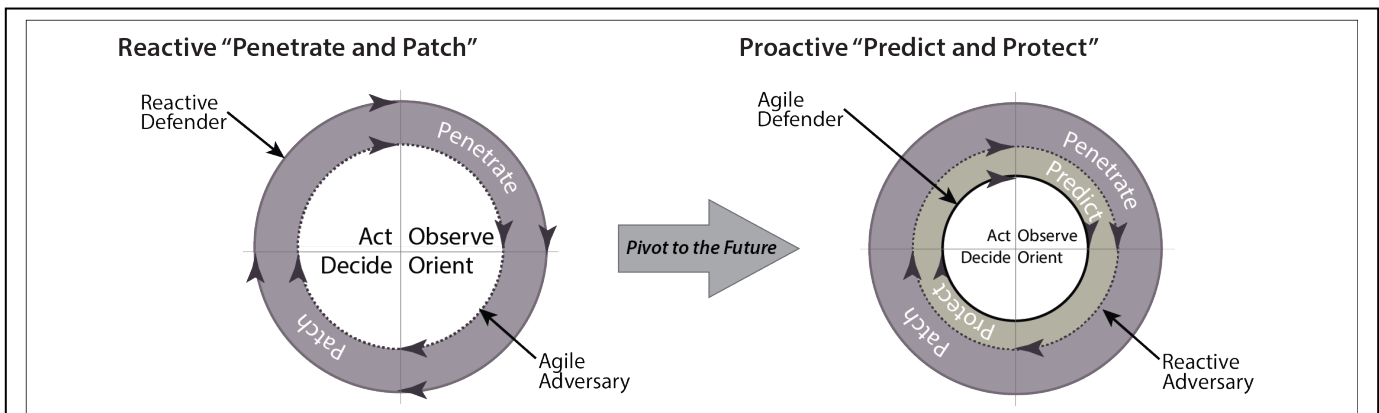 Reactive “Penetrate and Patch”
Reactive
Defender
Penetrate
Act
Observe
Decide
Orient
Patch
Agile
Adversary
Pivot to the Future
Proactive “Predict and Protect”
Agile
Defender
Penetrate
Predict
Act
Observe
Decide
Orient
Protect
Patch
Reactive
Adversary